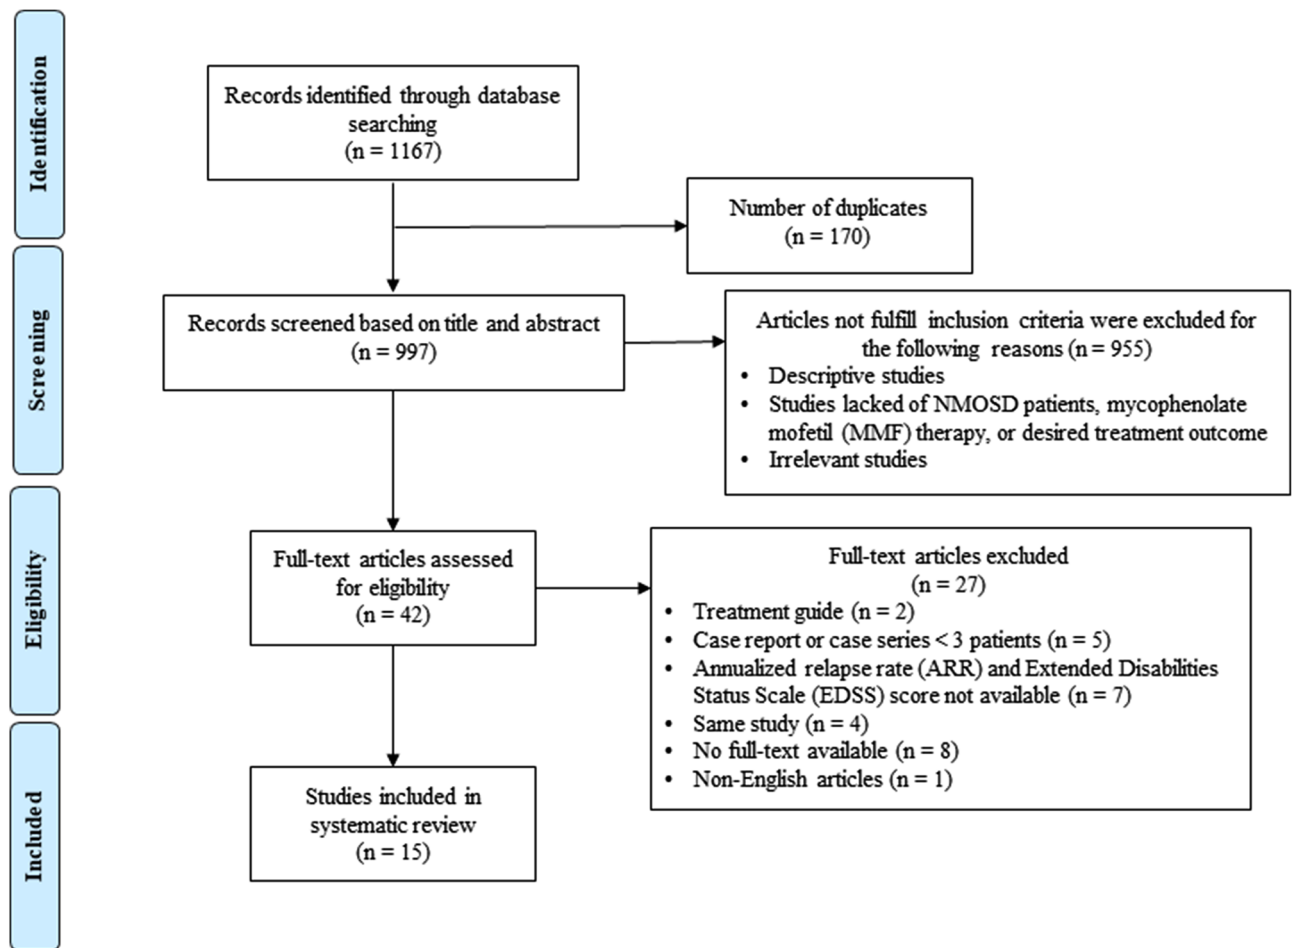 Identification
Records identified through database
searching
(n = 1167)
Number of duplicates
(n = 170)
Screening
Records screened based on title and abstract
(n = 997)
Articles not fulfill inclusion criteria were excluded for
the following reasons (n = 955)
• Descriptive studies
• Studies lacked of NMOSD patients, mycophenolate
mofetil (MMF) therapy, or desired treatment outcome
• Irrelevant studies
Eligibility
Full-text articles assessed
for eligibility
(n = 42)
Full-text articles excluded
(n = 27)
• Treatment guide (n = 2)
• Case report or case series < 3 patients (n = 5)
• Annualized relapse rate (ARR) and Extended Disabilities
Status Scale (EDSS) score not available (n = 7)
• Same study (n = 4)
• No full-text available (n = 8)
• Non-English articles (n = 1)
Included
Studies included in
systematic review
(n = 15)